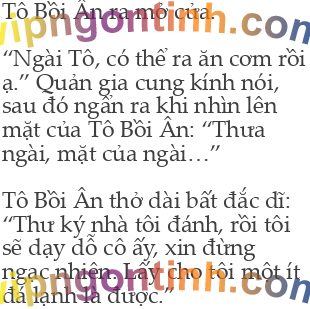 Tô Bồi Ân ra mở cửa.
vipngontinh.com
“Ngài Tô, có thể ra ăn cơm rồi
ạ.” Quản gia cung kính nói,
sau đó ngẩn ra khi nhìn lên
mặt của Tô Bồi Ân: “Thưa
ngài, mặt của ngài…”
Tô Bồi Ân thở dài bất đắc dĩ:
“Thư ký nhà tôi đánh, rồi tôi
sẽ dạy dỗ cô ấy, xin đừng
ngạc nhiên. Lấy cho tôi một ít
đá lạnh là được.”
vipngontinh.com